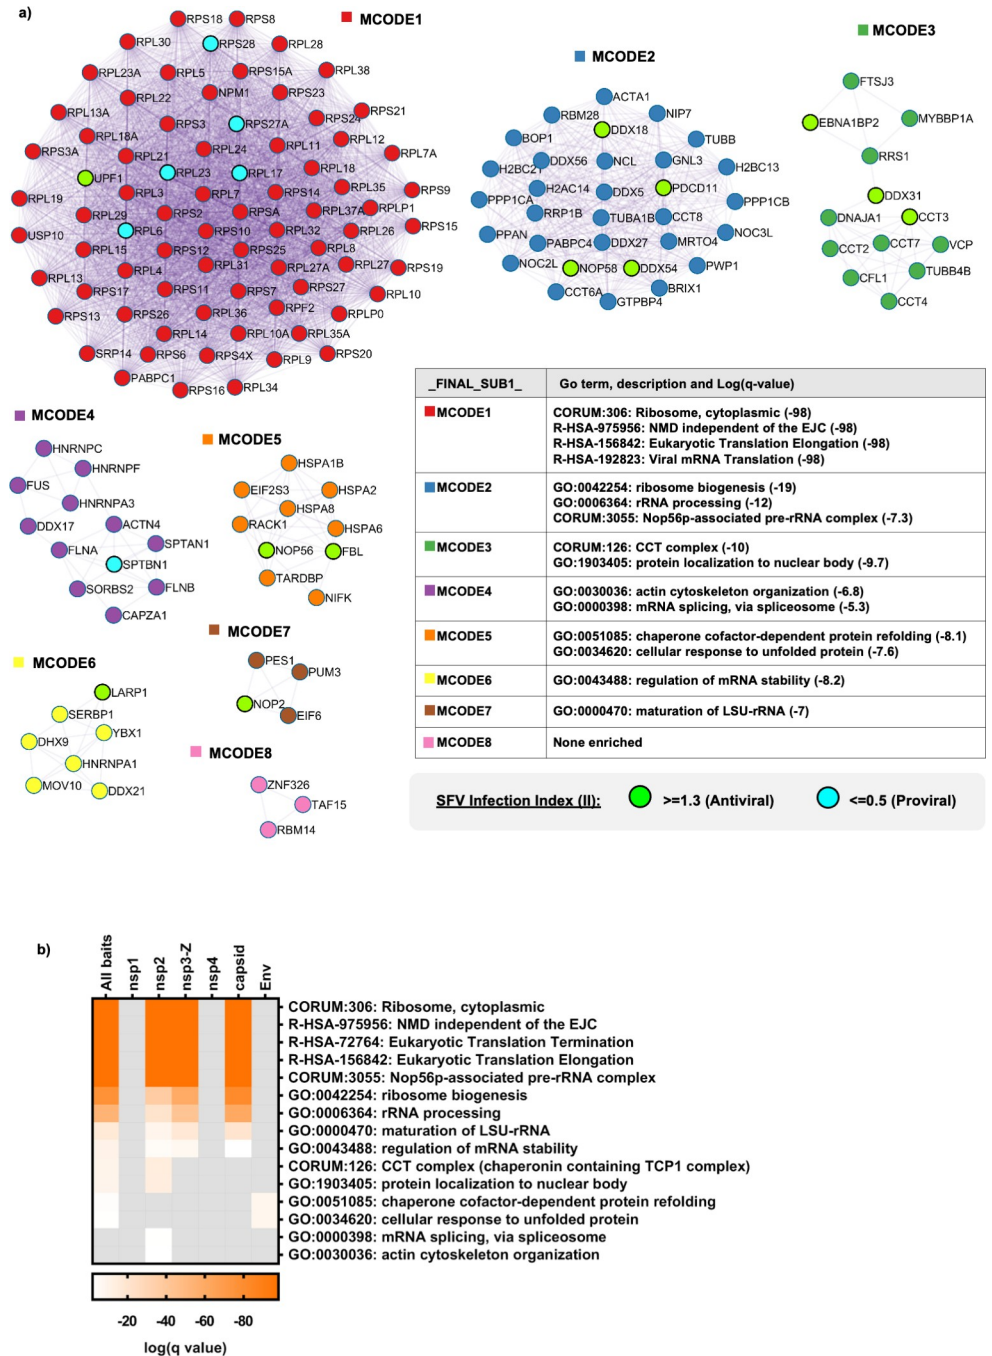 a)
MCODE1
RPS18
RPS8
RPL30
RPS28
RPL28
RPL23A
RPL5
RPS15A
RPL38
RPL22
NPM1
RPS23
RPL13A
RPS3
RPS27A
RPS24
RPS21
RPL18A
RPL12
RPS3A
RPL21
RPL24
RPL11
RPL7A
UPF1
RPL23
RPL17
RPL18
RPL19
RPL3
RPL7
RPS14
RPL35
RPS9
RPL29
RPS2
RPSA
RPL37A
RPLP1
USP10
RPL6
RPS10
RPL32
RPL26
RPS15
RPL15
RPS12
RPS25
RPL8
RPL13
RPL4
RPL31
RPL27A
RPL27
RPS19
RPS17
RPS11
RPS7
RPS27
RPL10
RPS13
RPS26
RPL36
RPF2
RPLP0
RPL14
RPL10A
RPL35A
SRP14
RPS6
RPS4X
RPL9
RPS20
PABPC1
RPS16
RPL34
MCODE2
ACTA1
RBM28
NIP7
BOP1
DDX18
TUBB
H2BC21
DDX56
NCL
GNL3
H2BC13
PPP1CA
H2AC14
DDX5
PDCD11
PPP1CB
RRP1B
TUBA1B
CCT8
PPAN
PABPC4
DDX27
MRTO4
NOC3L
NOC2L
NOP58
DDX54
PWP1
CCT6A
GTPBP4
BRIX1
MCODE3
FTSJ3
EBNA1BP2
MYBBP1A
RRS1
DDX31
DNAJA1
CCT3
CCT2
CCT7
VCP
CFL1
TUBB4B
CCT4
MCODE4
HNRNPC
HNRNPF
FUS
HNRNPA3
DDX17
ACTN4
FLNA
SPTAN1
SPTBN1
SORBS2
FLNB
CAPZA1
MCODE5
HSPA1B
EIF2S3
HSPA2
HSPA8
RACK1
HSPA6
NOP56
FBL
TARDBP
NIFK
MCODE6
LARP1
SERBP1
YBX1
DHX9
HNRNPA1
MOV10
DDX21
MCODE7
PES1
PUM3
NOP2
EIF6
MCODE8
ZNF326
TAF15
RBM14
_FINAL_SUB1_ Go term, description and Log(q-value)
MCODE1 CORUM:306: Ribosome, cytoplasmic (-98)
R-HSA-975956: NMD independent of the EJC (-98)
R-HSA-156842: Eukaryotic Translation Elongation (-98)
R-HSA-192823: Viral mRNA Translation (-98)
MCODE2 GO:0042254: ribosome biogenesis (-19)
GO:0006364: rRNA processing (-12)
CORUM:3055: Nop56p-associated pre-rRNA complex (-7.3)
MCODE3 CORUM:126: CCT complex (-10)
GO:1903405: protein localization to nuclear body (-9.7)
MCODE4 GO:0030036: actin cytoskeleton organization (-6.8)
GO:0000398: mRNA splicing, via spliceosome (-5.3)
MCODE5 GO:0051085: chaperone cofactor-dependent protein refolding (-8.1)
GO:0034620: cellular response to unfolded protein (-7.6)
MCODE6 GO:0043488: regulation of mRNA stability (-8.2)
MCODE7 GO:0000470: maturation of LSU-rRNA (-7)
MCODE8 None enriched
SFV Infection Index (II): >=1.3 (Antiviral) <=0.5 (Proviral)
b)
All baits
nsp1
nsp2
nsp3-Z
nsp4
capsid
Env
CORUM:306: Ribosome, cytoplasmic
R-HSA-975956: NMD independent of the EJC
R-HSA-72764: Eukaryotic Translation Termination
R-HSA-156842: Eukaryotic Translation Elongation
CORUM:3055: Nop56p-associated pre-rRNA complex
GO:0042254: ribosome biogenesis
GO:0006364: rRNA processing
GO:0000470: maturation of LSU-rRNA
GO:0043488: regulation of mRNA stability
CORUM:126: CCT complex (chaperonin containing TCP1 complex)
GO:1903405: protein localization to nuclear body
GO:0051085: chaperone cofactor-dependent protein refolding
GO:0034620: cellular response to unfolded protein
GO:0000398: mRNA splicing, via spliceosome
GO:0030036: actin cytoskeleton organization
-20 -40 -60 -80
log(q value)